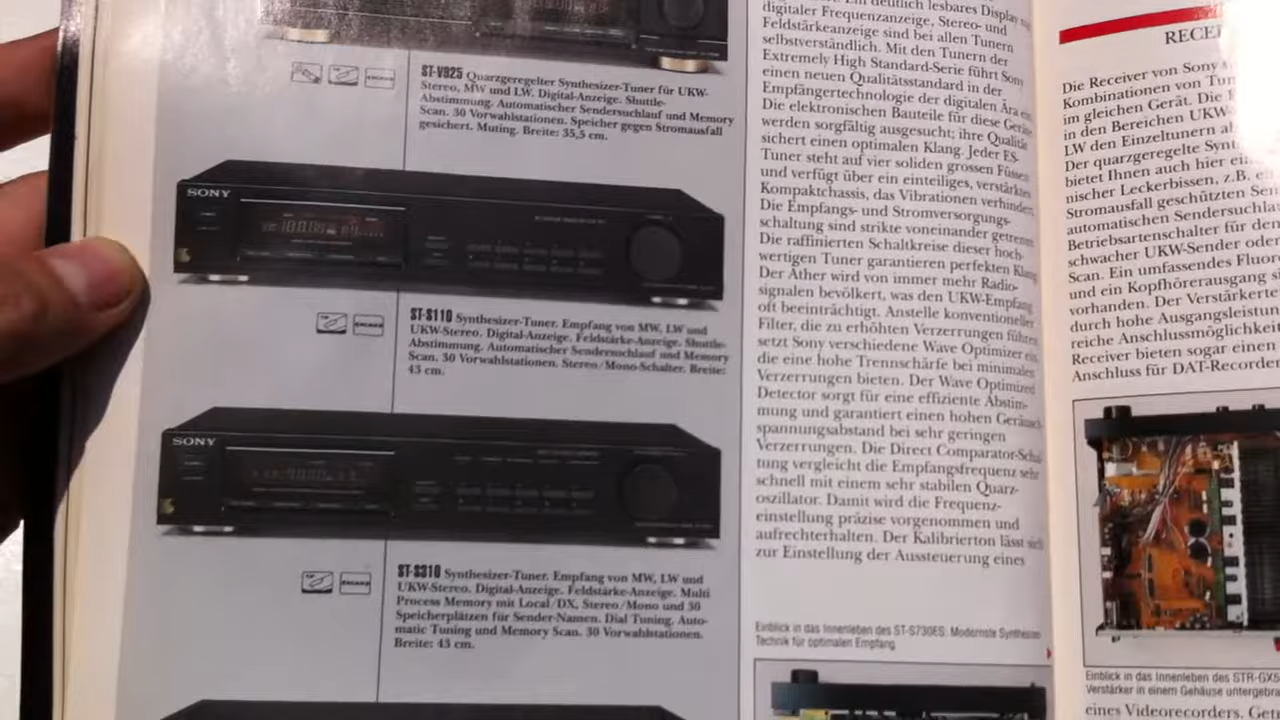 ST-V925 Quarzgeregelter Synthesizer-Tuner für UKW-
Stereo, MW und LW. Digital-Anzeige. Shuttle-
Abstimmung. Automatischer Sendersuchlauf und Memory
Scan. 30 Vorwahlstationen. Speicher gegen Stromausfall
gesichert. Muting. Breite: 35,5 cm.
SONY
ST-S110 Synthesizer-Tuner. Empfang von MW, LW und
UKW-Stereo. Digital-Anzeige. Feldstärke-Anzeige. Shuttle-
Abstimmung. Automatischer Sendersuchlauf und Memory
Scan. 30 Vorwahlstationen. Stereo/Mono-Schalter. Breite:
43 cm.
SONY
ST-S310 Synthesizer-Tuner. Empfang von MW, LW und
UKW-Stereo. Digital-Anzeige. Feldstärke-Anzeige. Multi
Process Memory mit Local/DX, Stereo/Mono und 30
Speicherplätzen für Sender-Namen. Dial Tuning. Auto-
matic Tuning und Memory Scan. 30 Vorwahlstationen.
Breite: 43 cm.
deutlich lesbares Display
digitaler Frequenzanzeige, Stereo- und
Feldstärkeanzeige sind bei allen Tunern
selbstverständlich. Mit den Tunern der
Extremely High Standard-Serie führt Sony
einen neuen Qualitätsstandard in der
Empfängertechnologie der digitalen Ära
Die elektronischen Bauteile für diese
werden sorgfältig ausgesucht; ihre Qualität
sichert einen optimalen Klang. Jeder ES-
Tuner steht auf vier soliden grossen Füssen
und verfügt über ein einteiliges, verstärktes
Kompaktchassis, das Vibrationen verhindert.
Die Empfangs- und Stromversorgungs-
schaltung sind strikte voneinander getrennt.
Die raffinierten Schaltkreise dieser hoch-
wertigen Tuner garantieren perfekten Klang
Der Äther wird von immer mehr Radio-
signalen bevölkert, was den UKW-Empfang
oft beeinträchtigt. Anstelle konventioneller
Filter, die zu erhöhten Verzerrungen führen
setzt Sony verschiedene Wave Optimizer
die eine hohe Trennschärfe bei minimalen
Verzerrungen bieten. Der Wave Optimized
Detector sorgt für eine effiziente Abstim-
mung und garantiert einen hohen Geräusch
spannungsabstand bei sehr geringen
Verzerrungen. Die Direct Comparator-Schal
tung vergleicht die Empfangsfrequenz sehr
schnell mit einem sehr stabilen Quarz-
oszillator. Damit wird die Frequenz-
einstellung präzise vorgenommen und
aufrechterhalten. Der Kalibrierton lässt sich
zur Einstellung der Aussteuerung eines
Einblick in das Innenleben des ST-S730ES: Modernste Synthesizer
Technik für optimalen Empfang
RECEI
Die Receiver von Sony
Kombinationen von
im gleichen Gerät. Die
in den Bereichen UKW-
LW den Einzeltunern
Der quarzgeregelte
bietet Ihnen auch hier
nischer Leckerbissen, z.B.
Stromausfall geschützten
automatischen
Betriebsartenschalter für den
schwacher UKW-Sender oder
Scan. Ein umfassendes
und ein Kopfhörerausgang
vorhanden. Der Verstärkerte
durch hohe Ausgangsleistun
reiche Anschlussmöglichkei
Receiver bieten sogar einen
Anschluss für DAT-Recorder
Einblick in das Innenleben des STR-GX5
Verstärker in einem Gehäuse untergebra
eines Videorecorders.